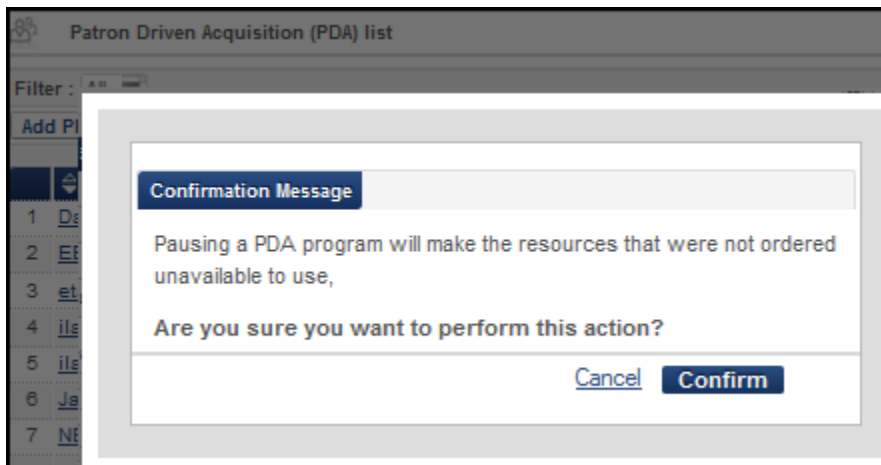 Patron Driven Acquisition (PDA) list
Filter :
Add
Confirmation Message
1
2
3
4
5
6
7
Pausing a PDA program will make the resources that were not ordered
unavailable to use,
Are you sure you want to perform this action?
Cancel Confirm